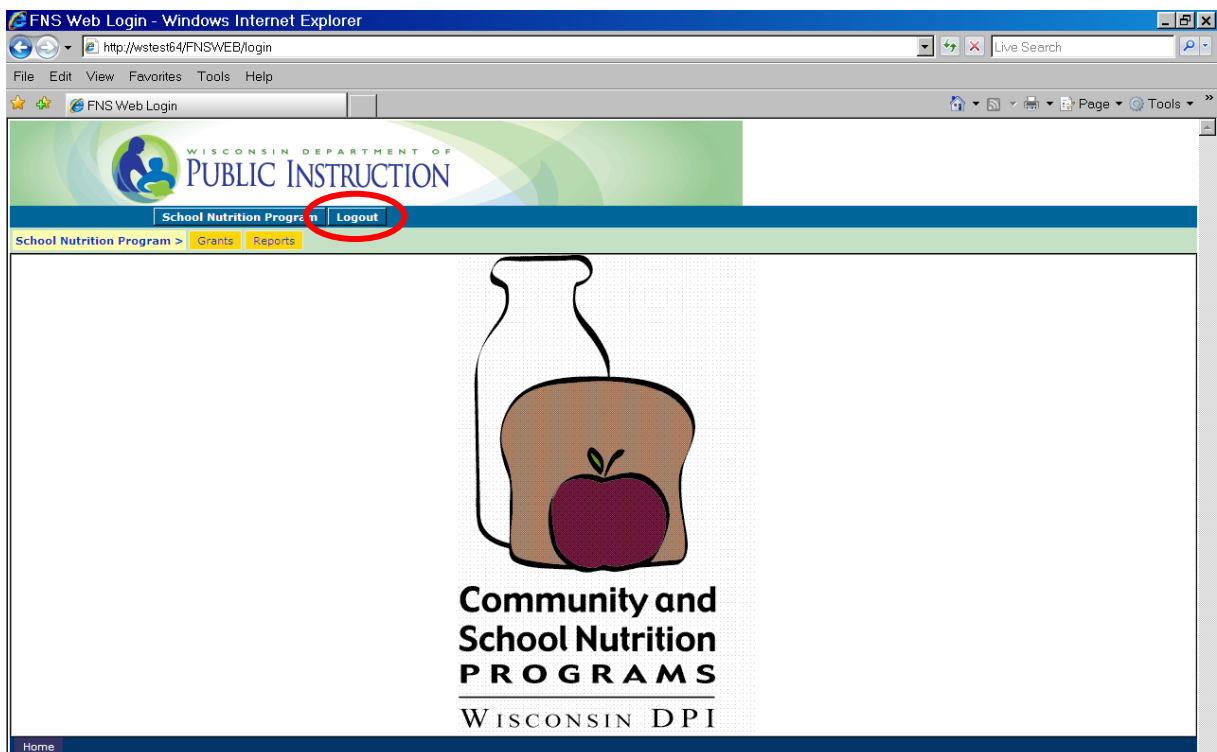 FNS Web Login - Windows Internet Explorer
http://wstest64/FNSWEB/login Live Search
File Edit View Favorites Tools Help
FNS Web Login Page Tools »
WISCONSIN DEPARTMENT OF
PUBLIC INSTRUCTION
School Nutrition Program Logout
School Nutrition Program > Grants Reports
Community and
School Nutrition
PROGRAMS
WISCONSIN DPI
Home